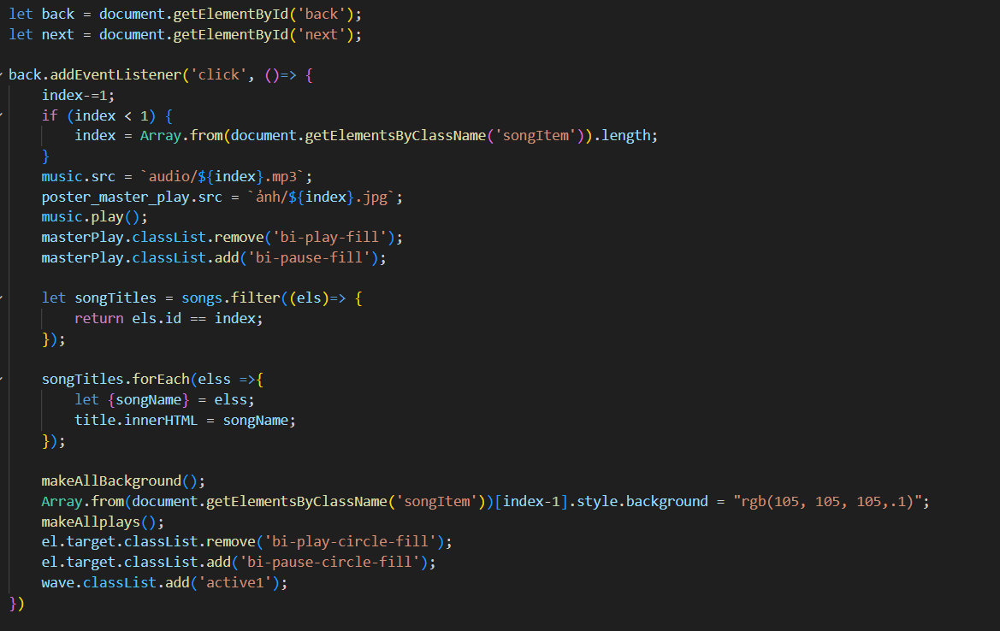 let back = document.getElementById('back');
let next = document.getElementById('next');
back.addEventListener('click', ()=> {
index-=1;
if (index < 1) {
index = Array.from(document.getElementsByClassName('songItem')).length;
}
music.src = `audio/${index}.mp3`;
poster_master_play.src = `ảnh/${index}.jpg`;
music.play();
masterPlay.classList.remove('bi-play-fill');
masterPlay.classList.add('bi-pause-fill');
let songTitles = songs.filter((els)=> {
return els.id == index;
});
songTitles.forEach(elss =>{
let {songName} = elss;
title.innerHTML = songName;
});
makeAllBackground();
Array.from(document.getElementsByClassName('songItem'))[index-1].style.background = "rgb(105, 105, 105,.1)";
makeAllplays();
el.target.classList.remove('bi-play-circle-fill');
el.target.classList.add('bi-pause-circle-fill');
wave.classList.add('active1');
})